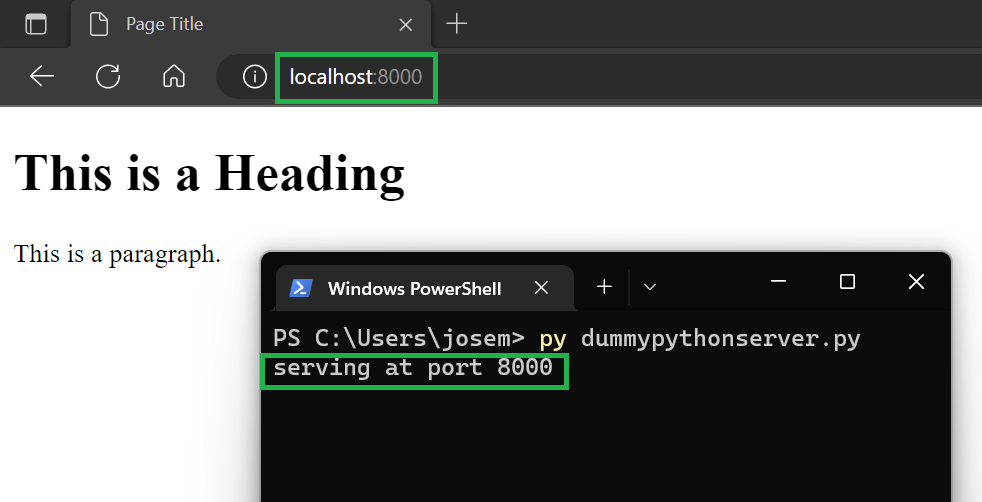 Page Title
localhost:8000
This is a Heading
This is a paragraph.
Windows PowerShell
PS C:\Users\josem> py dummypythonserver.py
serving at port 8000